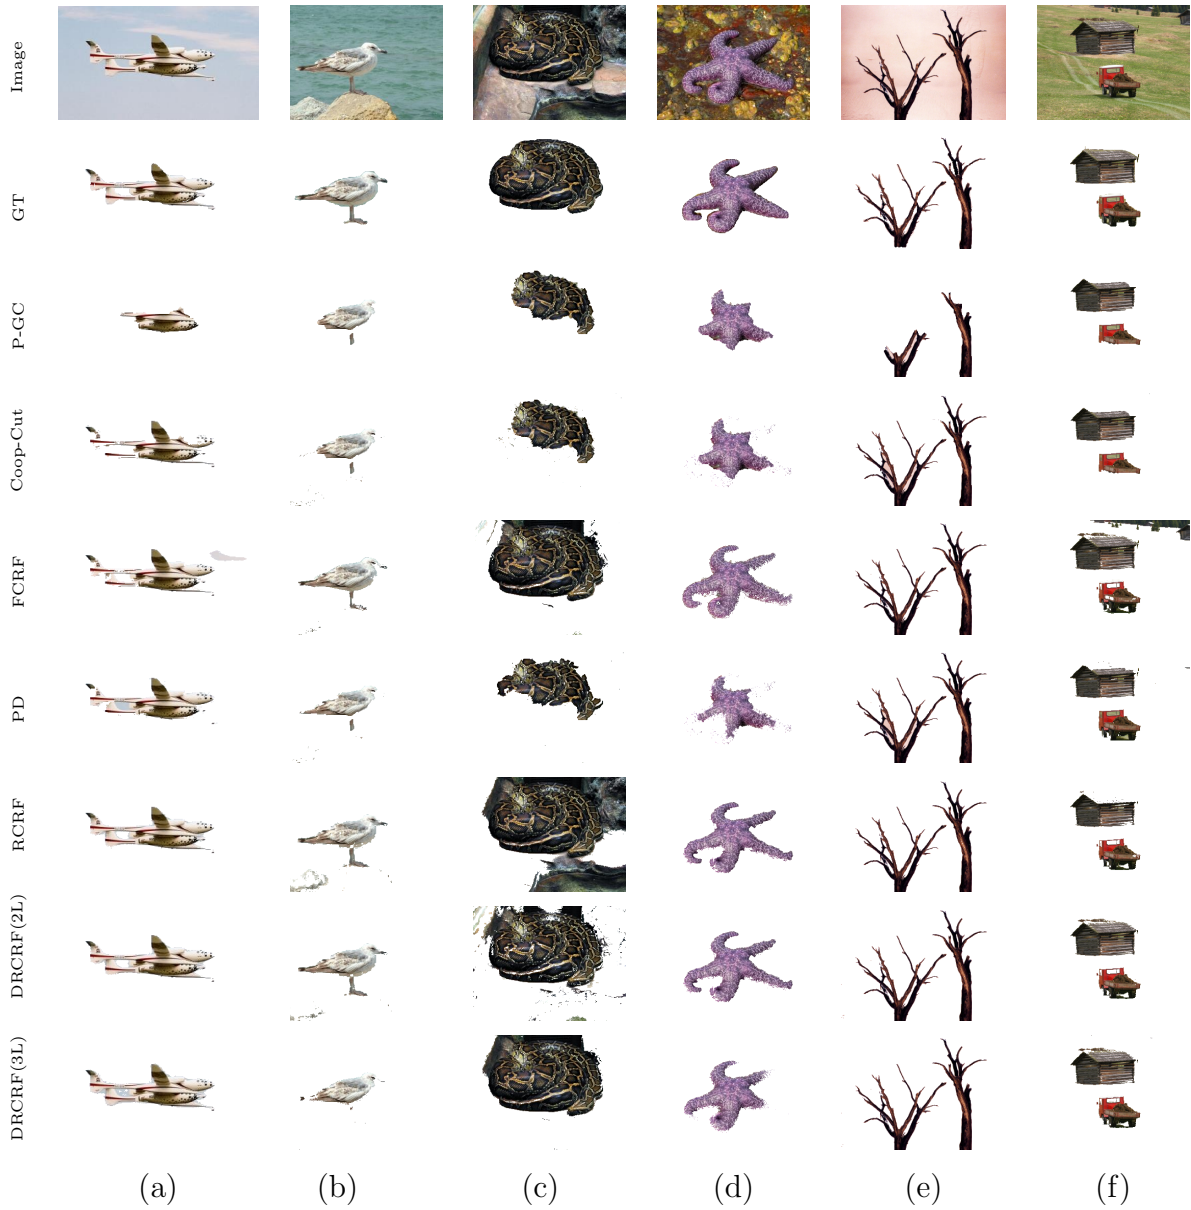 Image
GT
P-GC
Coop-Cut
FCRF
PD
RCRF
DRCRF(2L)
DRCRF(3L)
(a) (b) (c) (d) (e) (f)